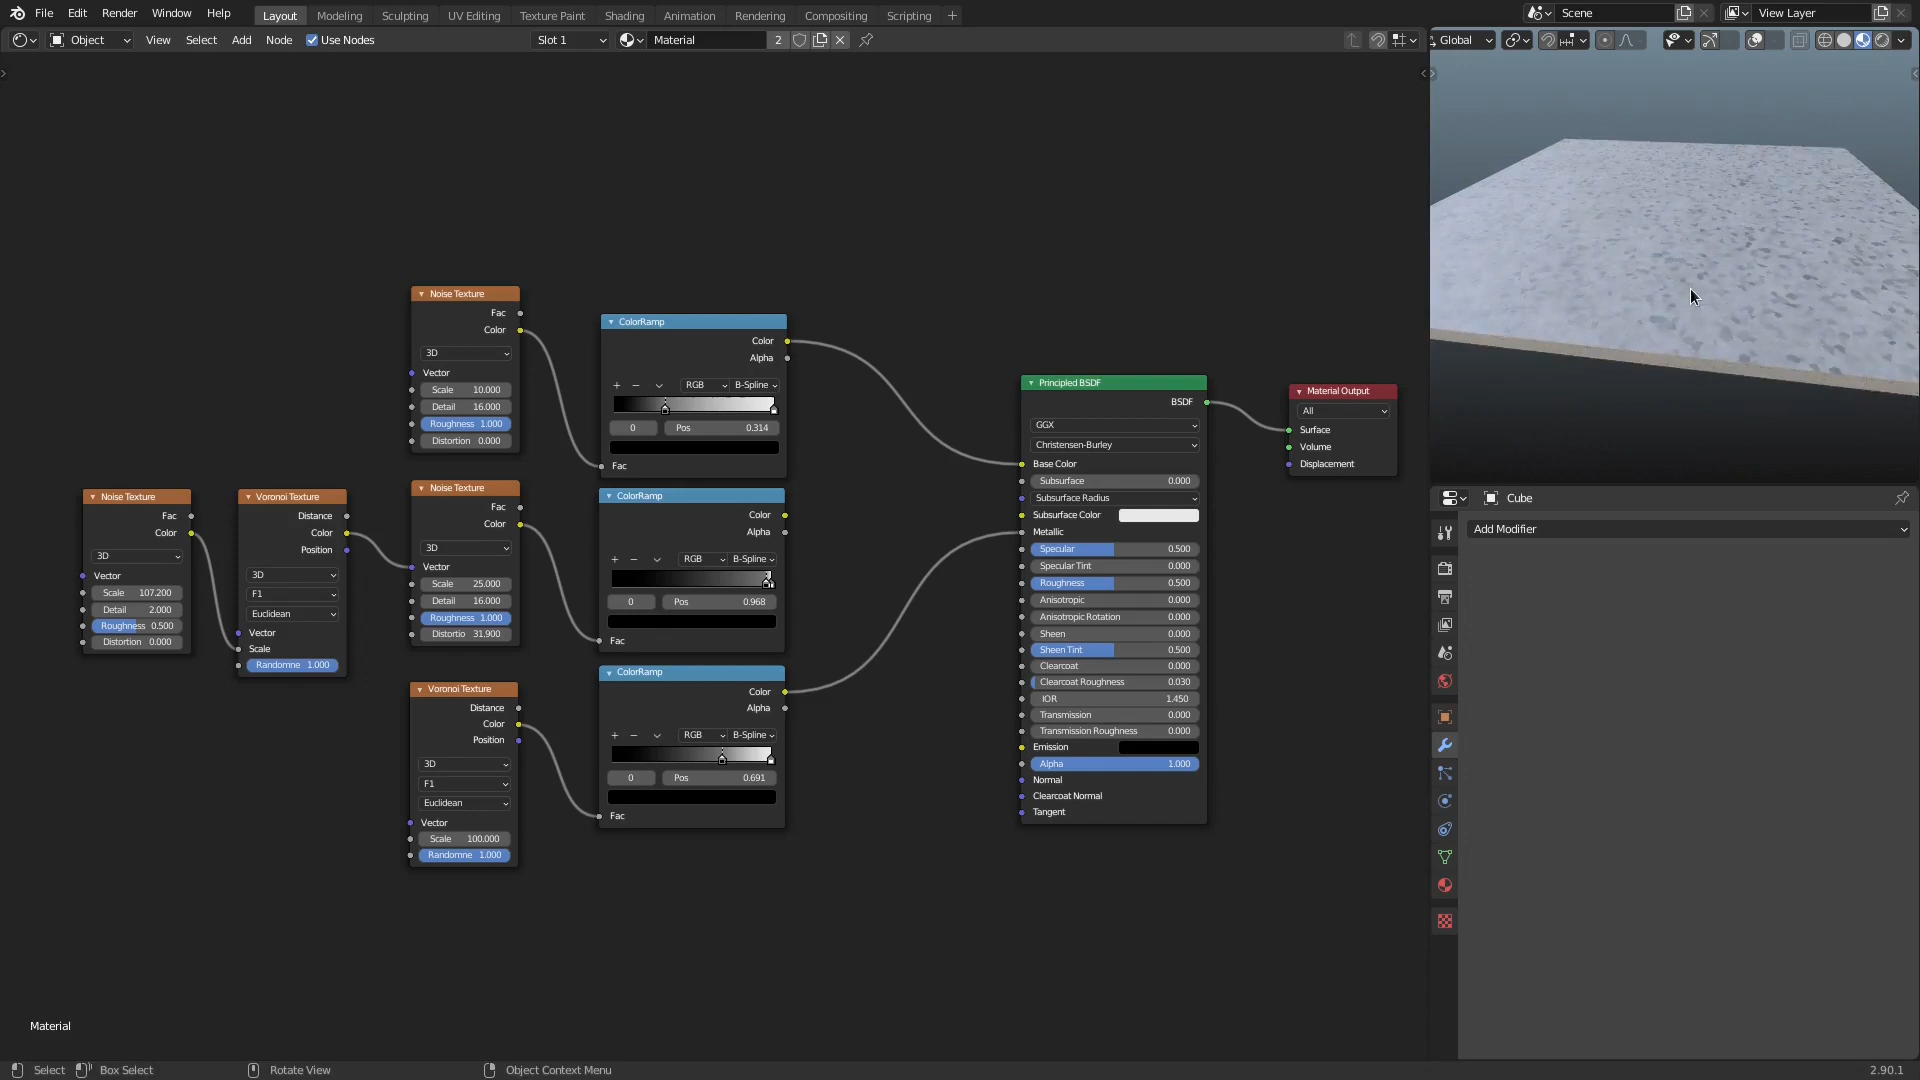 File Edit Render Window Help Layout Modeling Sculpting UV Editing Texture Paint Shading Animation Rendering Compositing Scripting + Scene View Layer
Object View Select Add Node Use Nodes Slot 1 Material 2 Global
Noise Texture
Fac
Color
3D
Vector
Scale 10.000
Detail 16.000
Roughness 1.000
Distortion 0.000
ColorRamp
Color
Alpha
+ − RGB B-Spline
0 Pos 0.314
Fac
Noise Texture
Fac
Color
3D
Vector
Scale 107.200
Detail 2.000
Roughness 0.500
Distortion 0.000
Voronoi Texture
Distance
Color
Position
3D
F1
Euclidean
Vector
Scale
Randomne 1.000
Noise Texture
Fac
Color
3D
Vector
Scale 25.000
Detail 16.000
Roughness 1.000
Distortio 31.900
ColorRamp
Color
Alpha
+ − RGB B-Spline
0 Pos 0.968
Fac
Voronoi Texture
Distance
Color
Position
3D
F1
Euclidean
Vector
Scale 100.000
Randomne 1.000
ColorRamp
Color
Alpha
+ − RGB B-Spline
0 Pos 0.691
Fac
Principled BSDF
BSDF
GGX
Christensen-Burley
Base Color
Subsurface 0.000
Subsurface Radius
Subsurface Color
Metallic
Specular 0.500
Specular Tint 0.000
Roughness 0.500
Anisotropic 0.000
Anisotropic Rotation 0.000
Sheen 0.000
Sheen Tint 0.500
Clearcoat 0.000
Clearcoat Roughness 0.030
IOR 1.450
Transmission 0.000
Transmission Roughness 0.000
Emission
Alpha 1.000
Normal
Clearcoat Normal
Tangent
Material Output
All
Surface
Volume
Displacement
Cube
Add Modifier
Material
Select Box Select Rotate View Object Context Menu 2.90.1